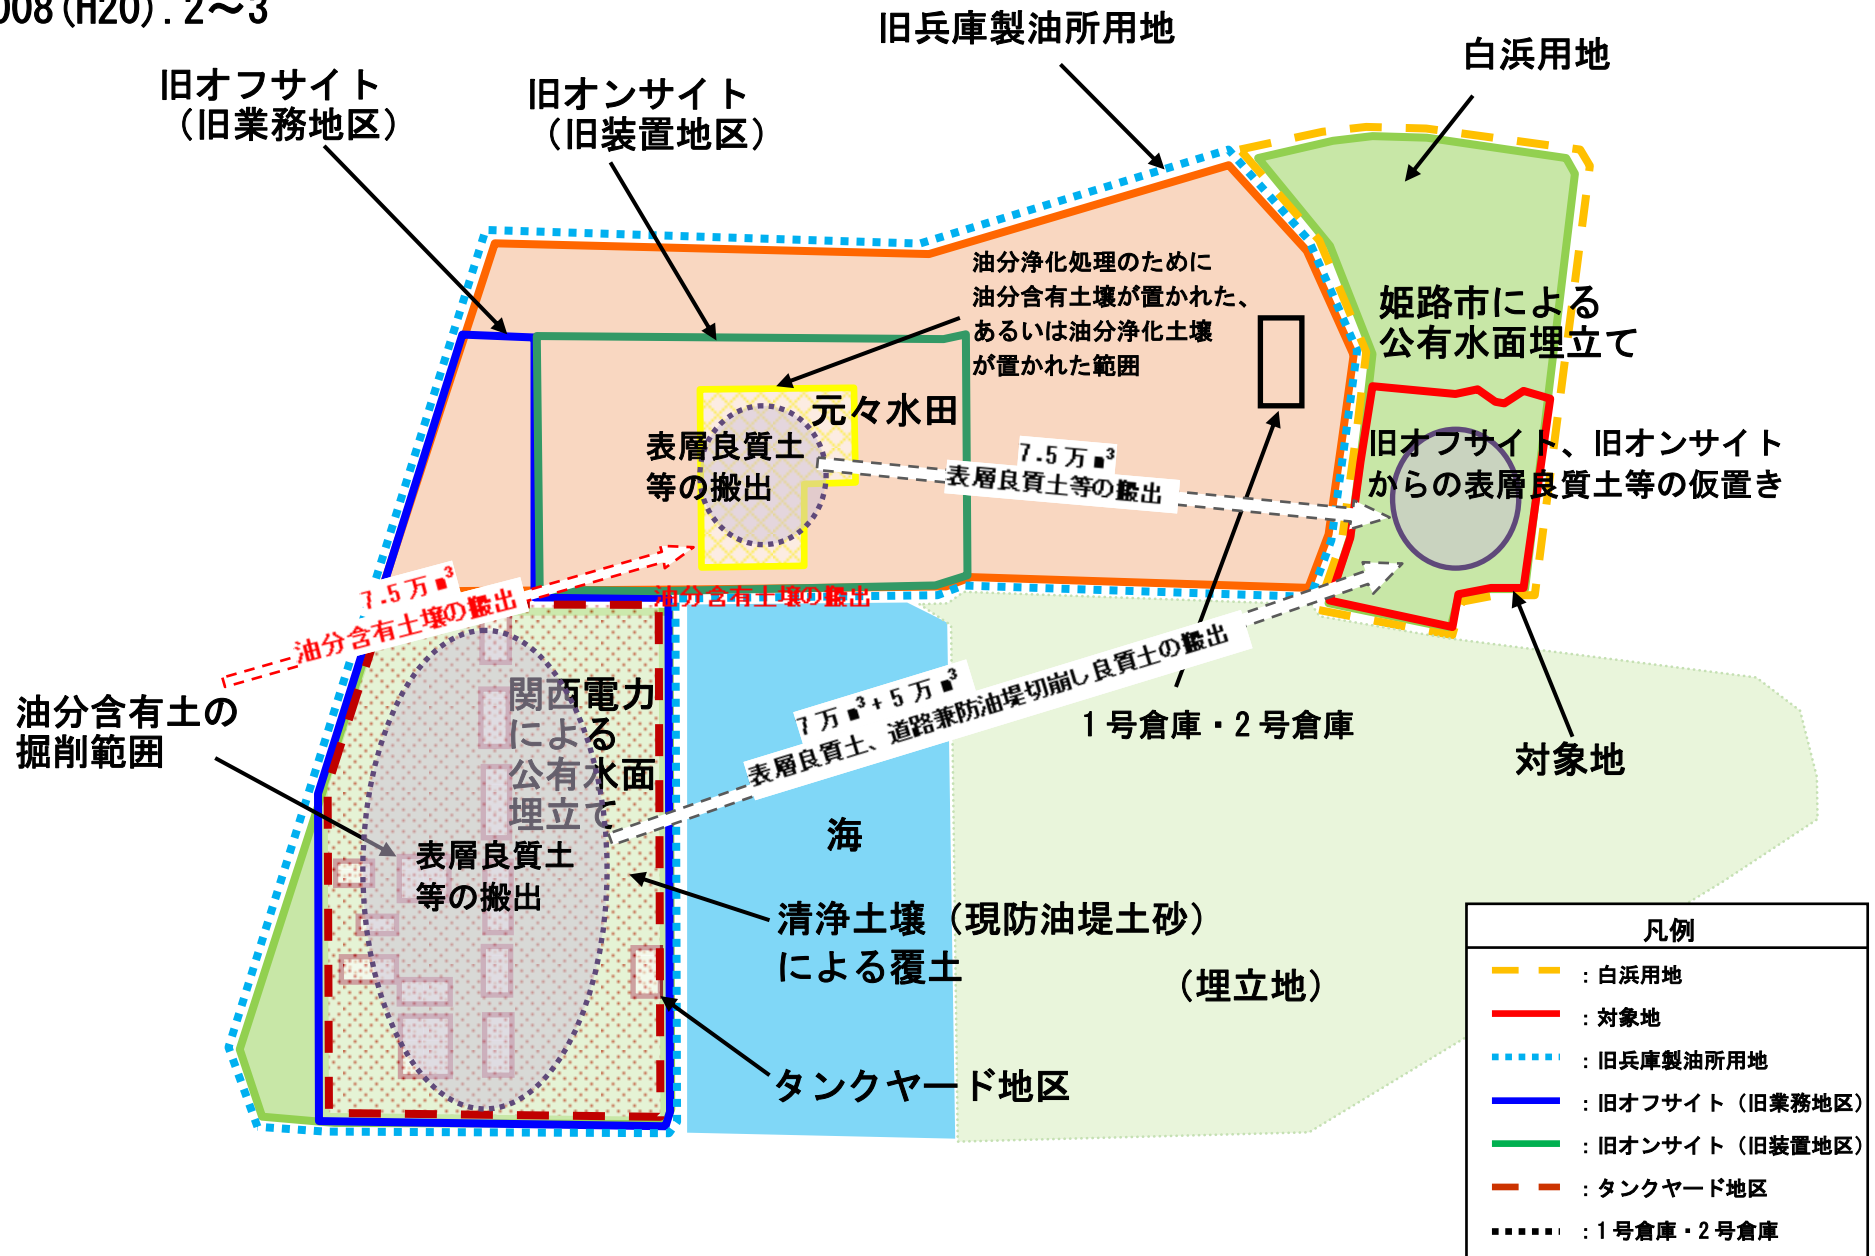 008(H20).2～3
旧兵庫製油所用地
白浜用地
旧オフサイト
（旧業務地区）
旧オンサイト
（旧装置地区）
油分浄化処理のために
油分含有土壌が置かれた、
あるいは油分浄化土壌
が置かれた範囲
姫路市による
公有水面埋立て
元々水田
表層良質土
等の搬出
7.5万㎥
表層良質土等の搬出
旧オフサイト、旧オンサイト
からの表層良質土等の仮置き
7.5万㎥
油分含有土壌の搬出
油分含有土壌の搬出
油分含有土の
掘削範囲
関西電力
による
公有水面
埋立て
表層良質土
等の搬出
7万㎥+5万㎥
表層良質土、道路兼防油堤切崩し良質土の搬出
1号倉庫・2号倉庫
対象地
海
清浄土壌（現防油堤土砂）
による覆土
（埋立地）
タンクヤード地区
凡例
：白浜用地
：対象地
：旧兵庫製油所用地
：旧オフサイト（旧業務地区）
：旧オンサイト（旧装置地区）
：タンクヤード地区
：1号倉庫・2号倉庫